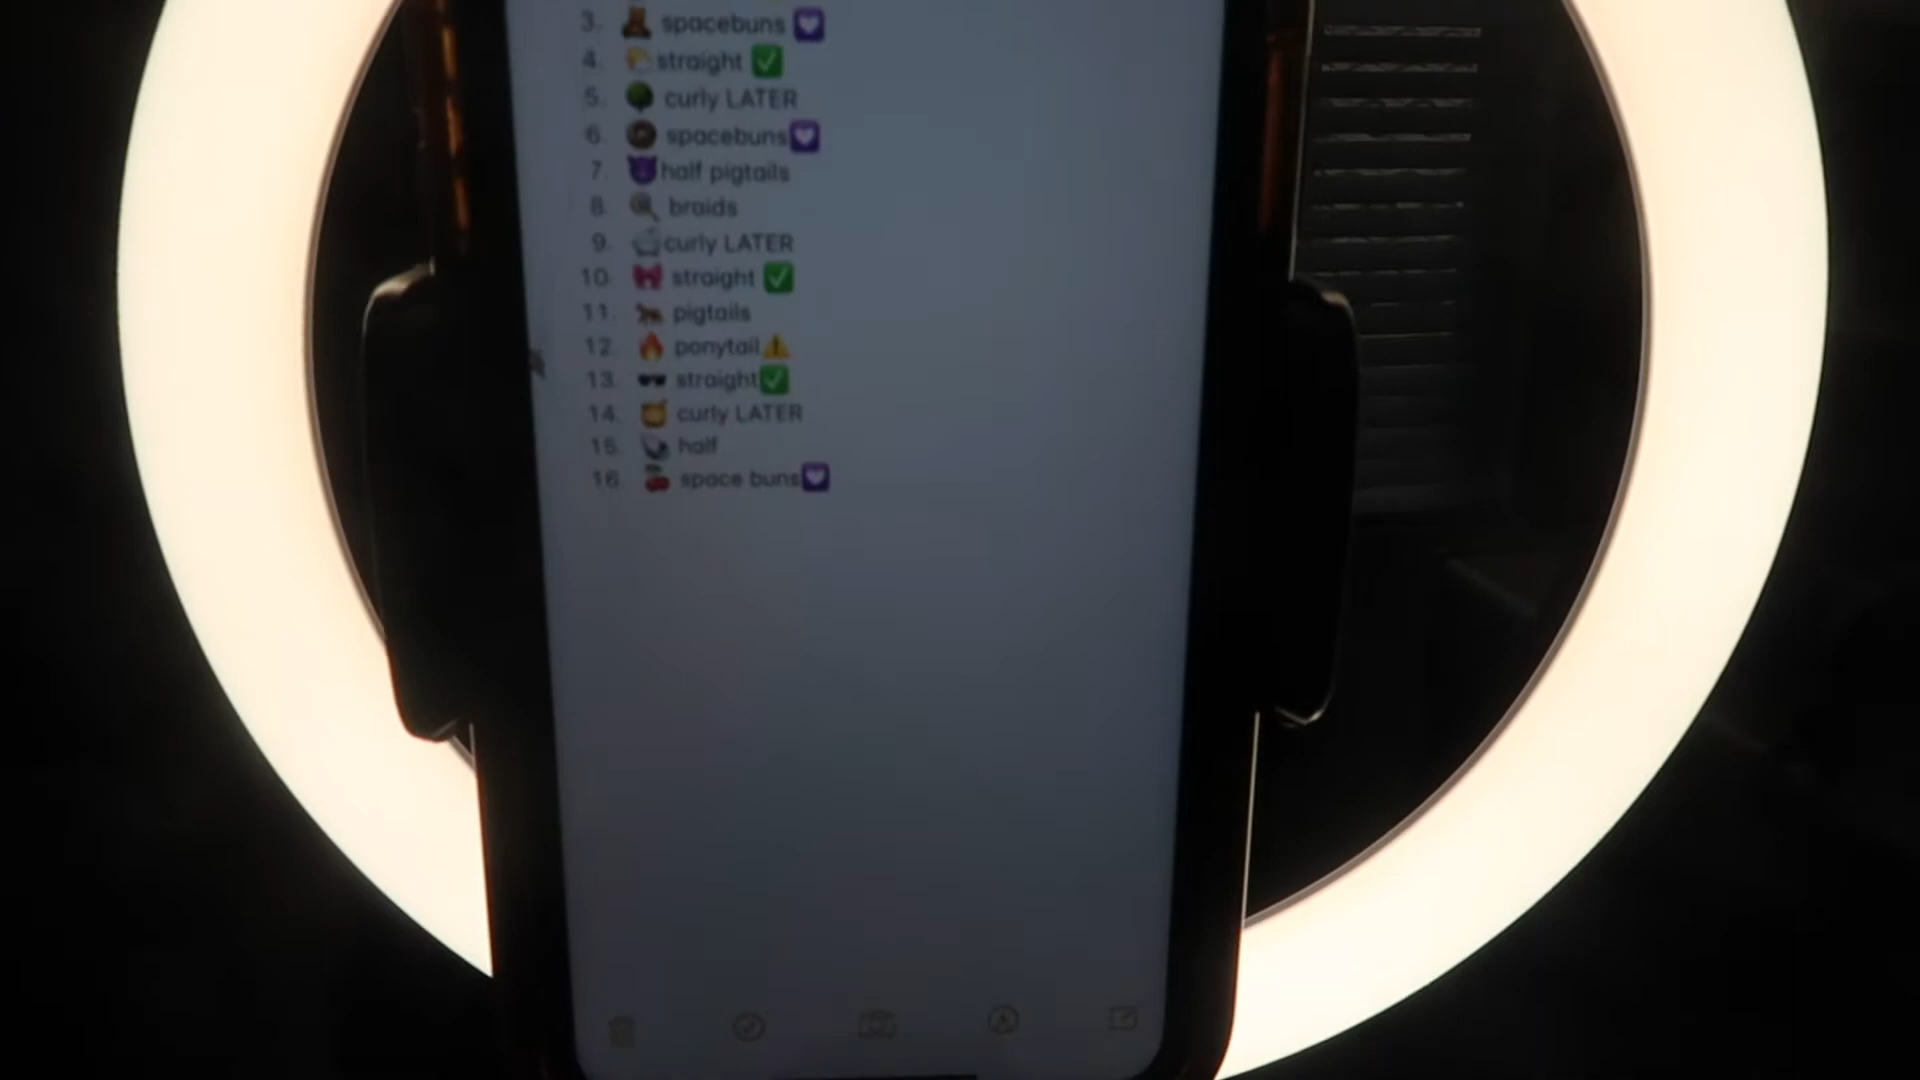 3. 🧸 spacebuns 💟
4. 🌤 straight ✅
5. 🌳 curly LATER
6. 🍩 spacebuns💟
7. 😈half pigtails
8. 🍭 braids
9. curly LATER
10. 🎀 straight ✅
11. 🐎 pigtails
12. 🔥 ponytail⚠️
13. 🕶 straight✅
14. curly LATER
15. half
16. 🍒 space buns💟